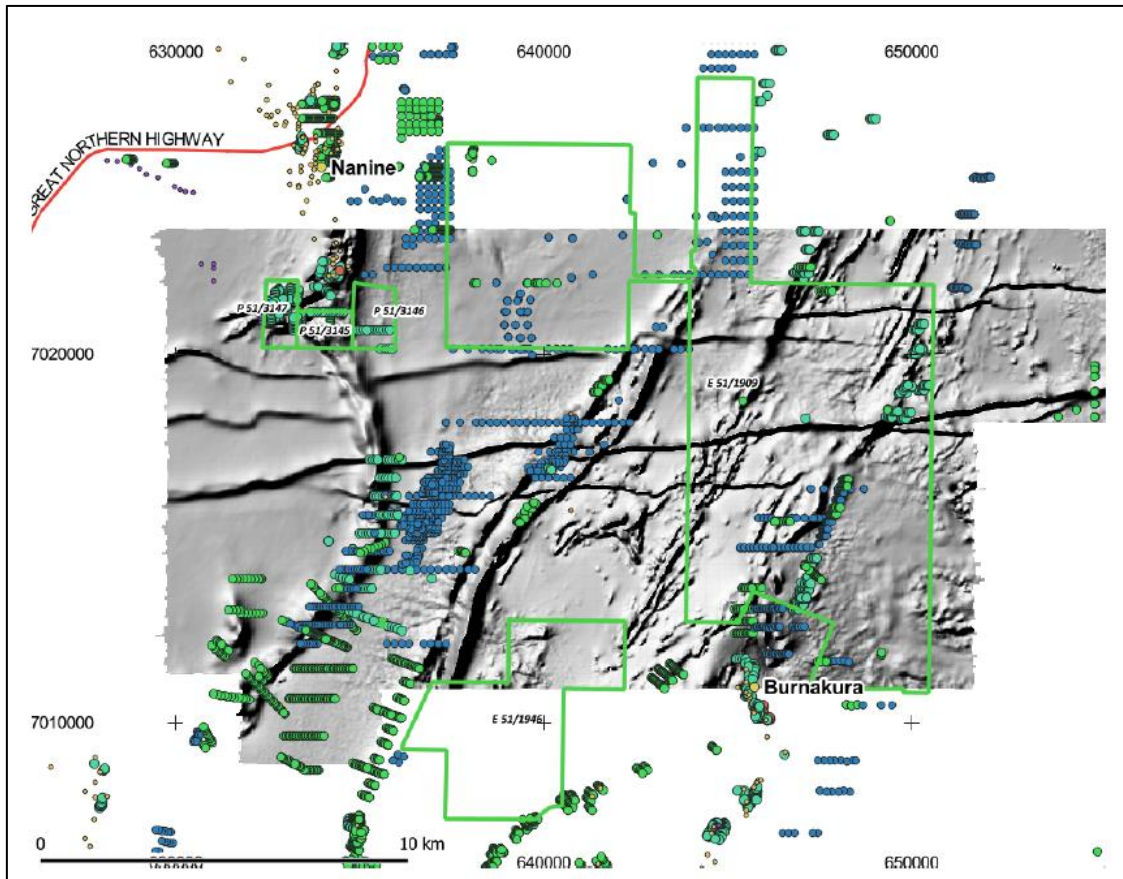 630000
640000
650000
GREAT NORTHERN HIGHWAY
Nanine
P 51/3147
P 51/3146
P 51/3145
7020000
E 51/1909
Burnakura
7010000
E 51/1946
0
10 km
640000
650000